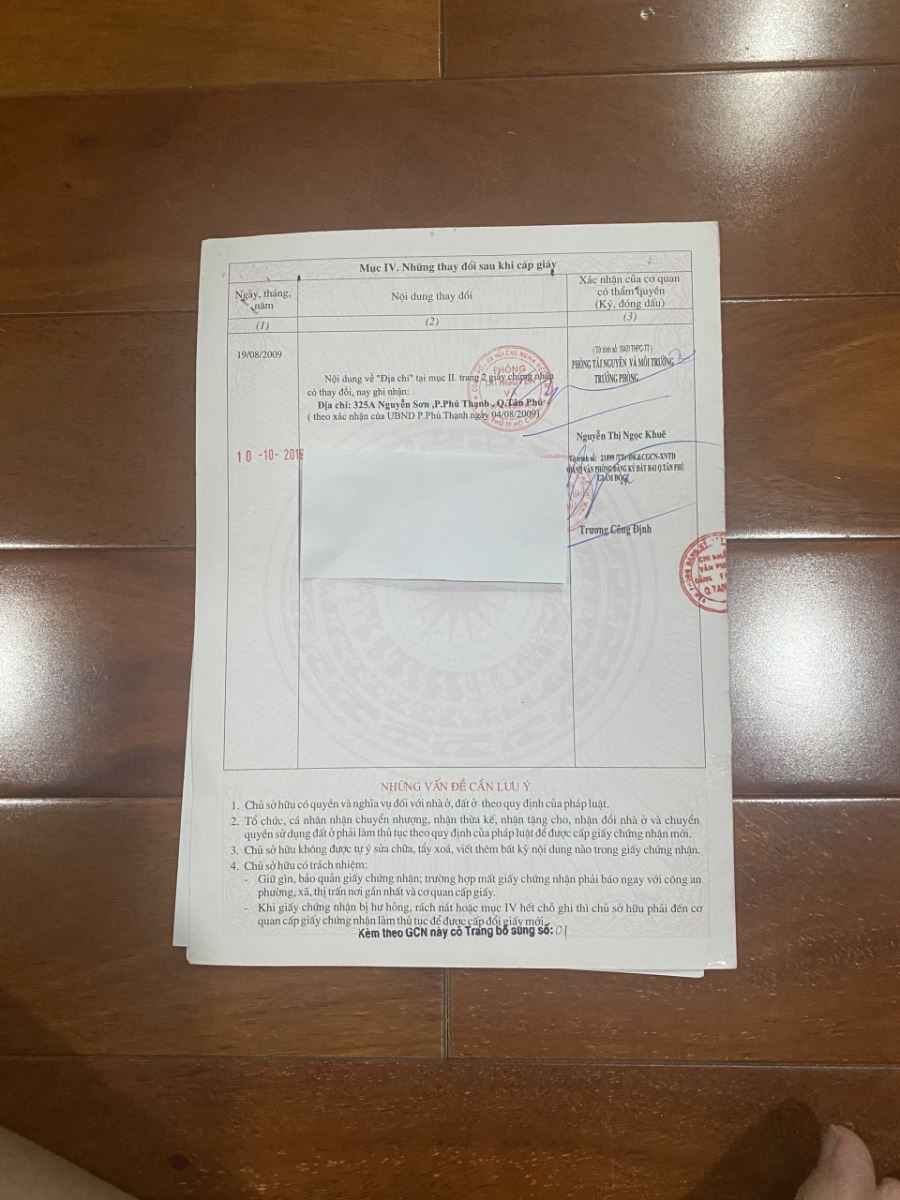 Mục IV. Những thay đổi sau khi cấp giấy
Ngày, tháng, năm
Nội dung thay đổi
Xác nhận của cơ quan
có thẩm quyền
(Ký, đóng dấu)
(1)
(2)
(3)
19/08/2009
Nội dung về "Địa chỉ" tại mục II. trang 2 giấy chứng nhận
có thay đổi, nay ghi nhận:
Địa chỉ: 325A Nguyễn Sơn ,P.Phú Thạnh , Q.Tân Phú
( theo xác nhận của UBND P.Phú Thạnh ngày 04/08/2009)
PHÒNG TÀI NGUYÊN VÀ MÔI TRƯỜNG
TRƯỞNG PHÒNG
Nguyễn Thị Ngọc Khuê
10 -10- 2019
CHI NHÁNH VĂN PHÒNG ĐĂNG KÝ ĐẤT ĐAI Q.TÂN PHÚ
GIÁM ĐỐC
Trương Công Định
NHỮNG VẤN ĐỀ CẦN LƯU Ý
1. Chủ sở hữu có quyền và nghĩa vụ đối với nhà ở, đất ở theo quy định của pháp luật.
2. Tổ chức, cá nhân nhận chuyển nhượng, nhận thừa kế, nhận tặng cho, nhận đổi nhà ở và chuyển
quyền sử dụng đất ở phải làm thủ tục theo quy định của pháp luật để được cấp giấy chứng nhận mới.
3. Chủ sở hữu không được tự ý sửa chữa, tẩy xoá, viết thêm bất kỳ nội dung nào trong giấy chứng nhận.
4. Chủ sở hữu có trách nhiệm:
- Giữ gìn, bảo quản giấy chứng nhận; trường hợp mất giấy chứng nhận phải báo ngay với công an
phường, xã, thị trấn nơi gần nhất và cơ quan cấp giấy.
- Khi giấy chứng nhận bị hư hỏng, rách nát hoặc mục IV hết chỗ ghi thì chủ sở hữu phải đến cơ
quan cấp giấy chứng nhận làm thủ tục để được cấp đổi giấy mới.
Kèm theo GCN này có Trang bổ sung số: 01